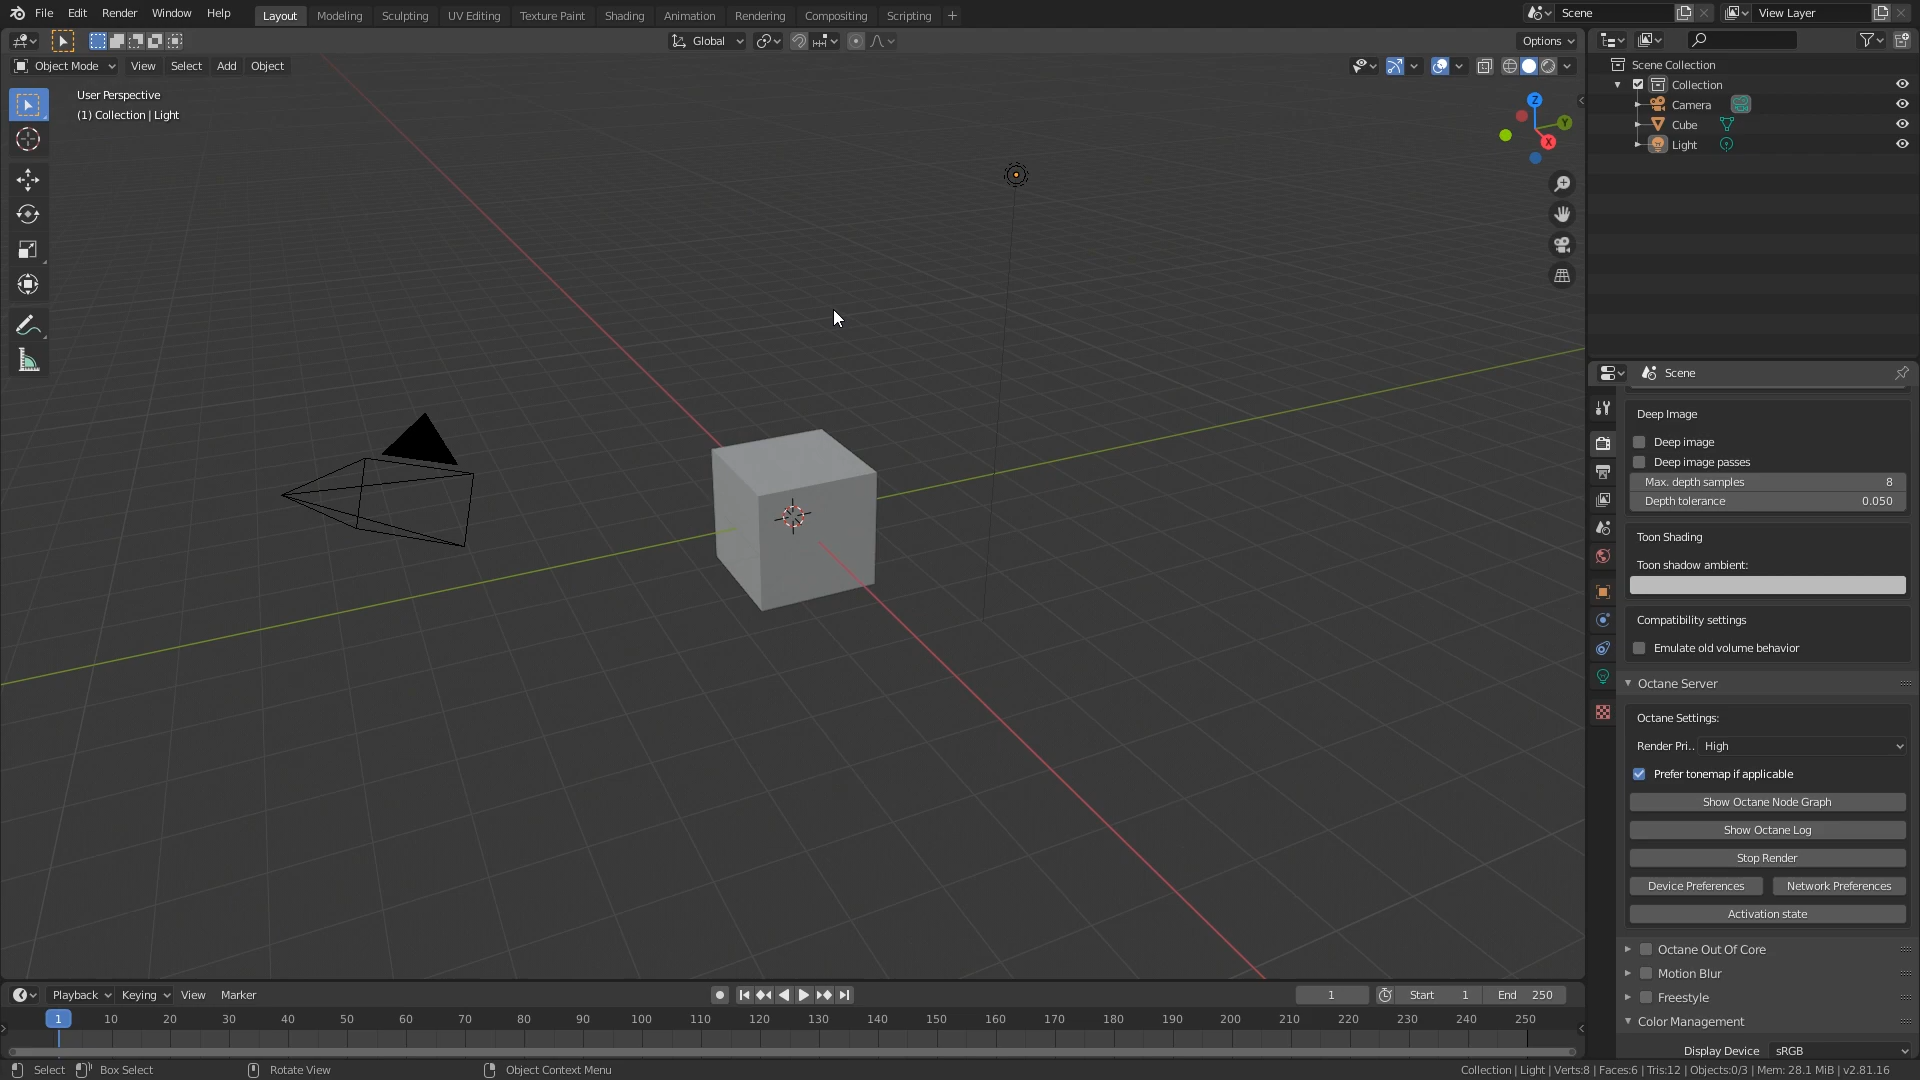 File Edit Render Window Help Layout Modeling Sculpting UV Editing Texture Paint Shading Animation Rendering Compositing Scripting + Scene View Layer
Global Options
Object Mode View Select Add Object
User Perspective
(1) Collection | Light
Z
Y
X
Scene Collection
Collection
Camera
Cube
Light
Scene
Deep Image
Deep image
Deep image passes
Max. depth samples 8
Depth tolerance 0.050
Toon Shading
Toon shadow ambient:
Compatibility settings
Emulate old volume behavior
Octane Server
Octane Settings:
Render Pri.. High
Prefer tonemap if applicable
Show Octane Node Graph
Show Octane Log
Stop Render
Device Preferences Network Preferences
Activation state
Octane Out Of Core
Motion Blur
Freestyle
Color Management
Display Device sRGB
Playback Keying View Marker 1 Start 1 End 250
1 10 20 30 40 50 60 70 80 90 100 110 120 130 140 150 160 170 180 190 200 210 220 230 240 250
Select Box Select Rotate View Object Context Menu Collection | Light | Verts:8 | Faces:6 | Tris:12 | Objects:0/3 | Mem: 28.1 MiB | v2.81.16